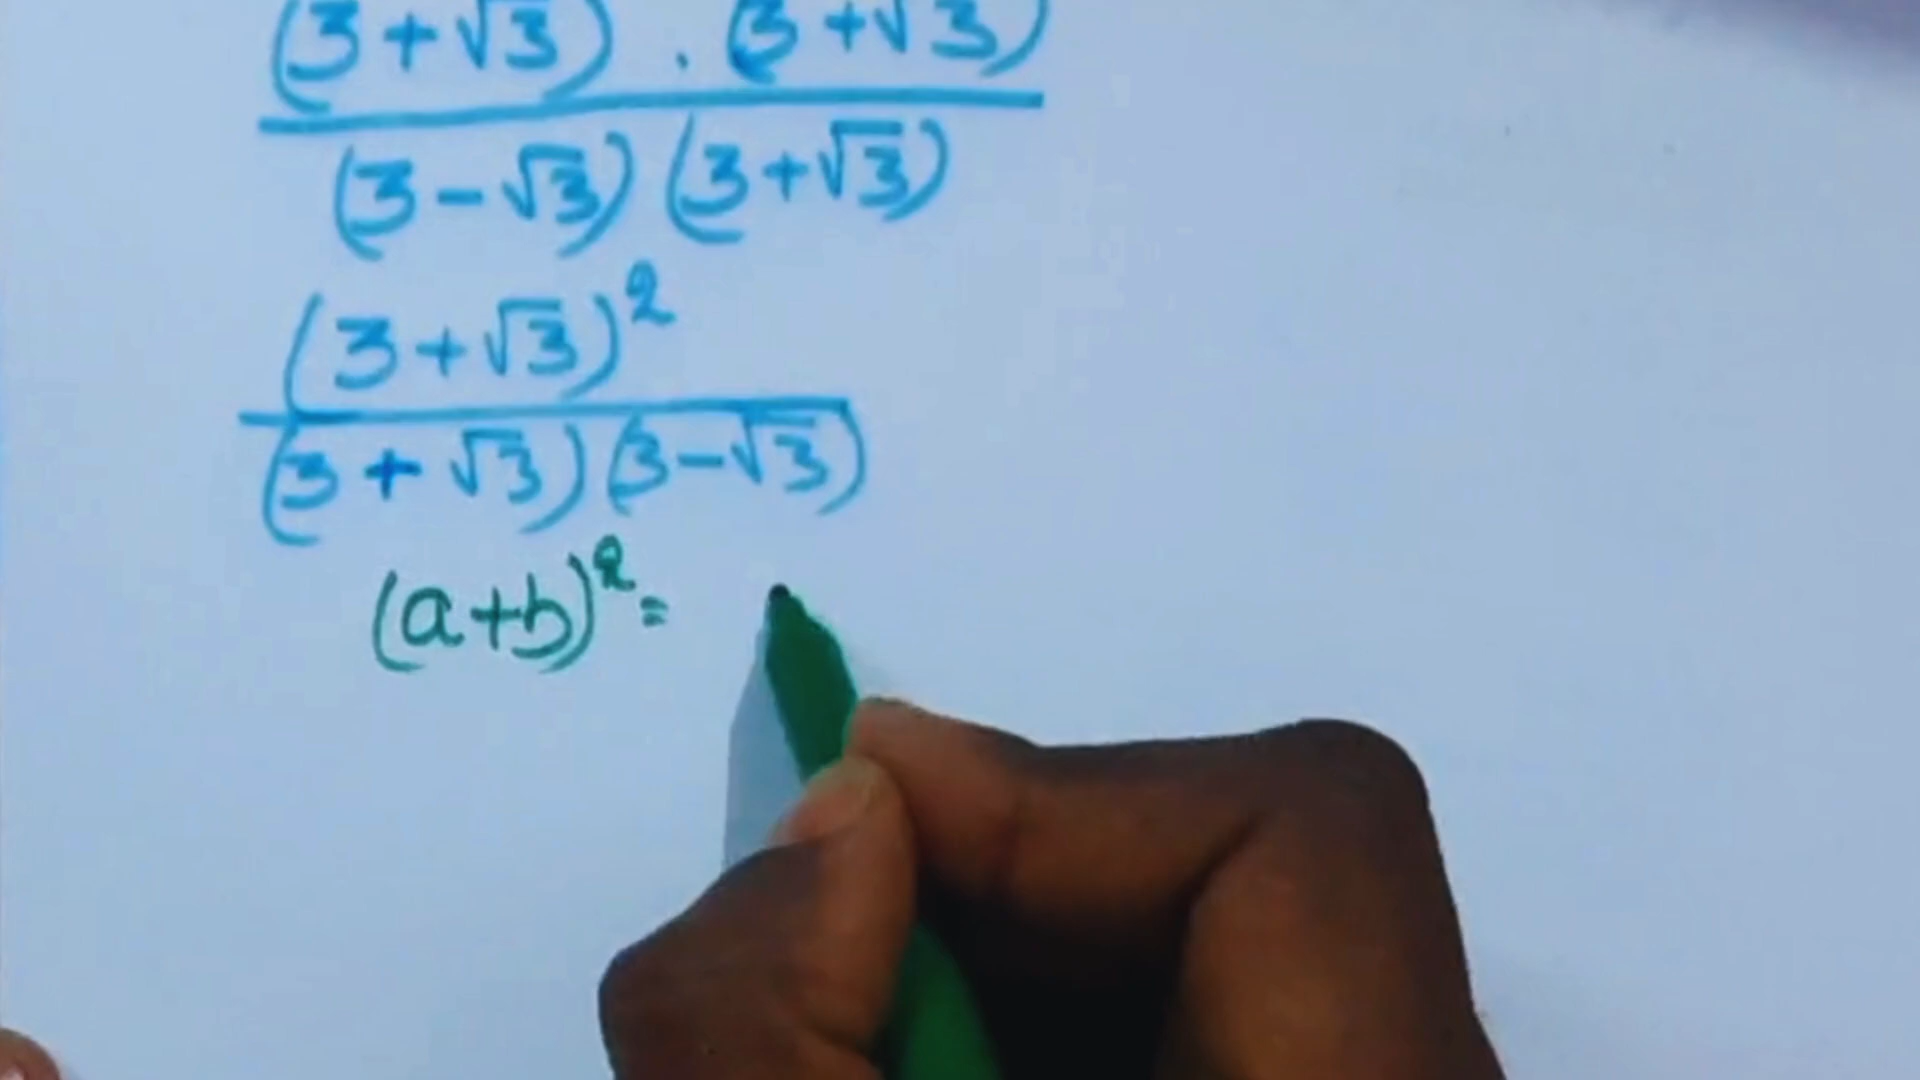 (3+√3) . (3+√3)
(3-√3) (3+√3)
(3+√3)²
(3+√3)(3-√3)
(a+b)²=